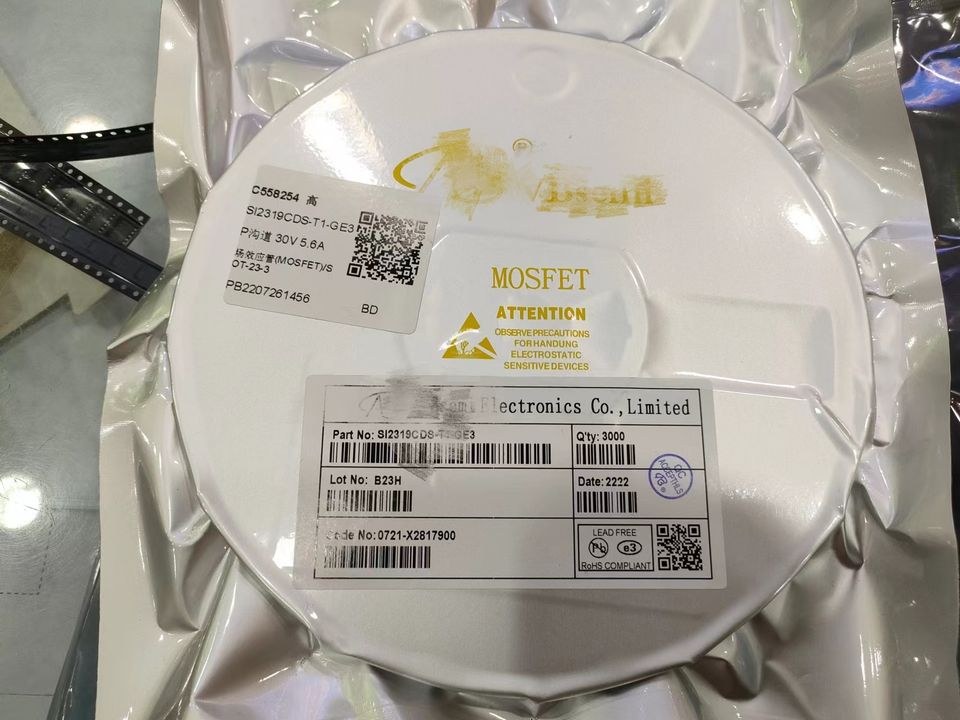 C558254 高
SI2319CDS-T1-GE3
P沟道 30V 5.6A
场效应管(MOSFET)/S
OT-23-3
PB2207261456
BD
®
MOSFET
ATTENTION
OBSERVE PRECAUTIONS
FOR HANDLING
ELECTROSTATIC
SENSITIVE DEVICES
Electronics Co.,Limited
Part No: SI2319CDS-T1-GE3
Q'ty: 3000
Lot No: B23H
Date: 2222
QC
Code No: 0721-X2817900
LEAD FREE
Pb
e3
RoHS COMPLIANT